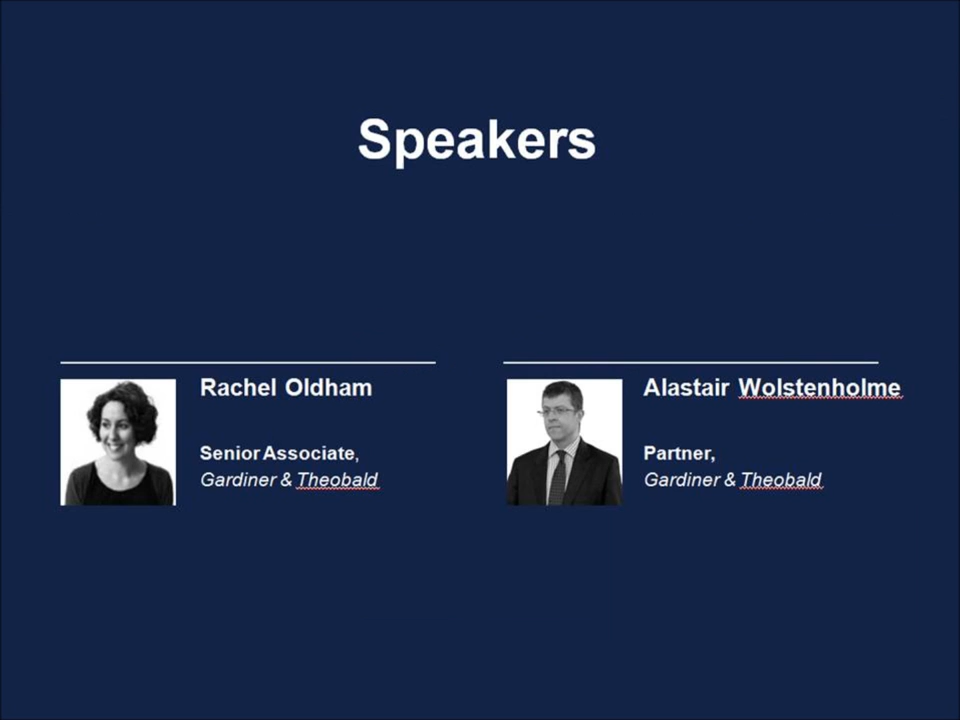 Speakers
Rachel Oldham
Senior Associate,
Gardiner & Theobald
Alastair Wolstenholme
Partner,
Gardiner & Theobald